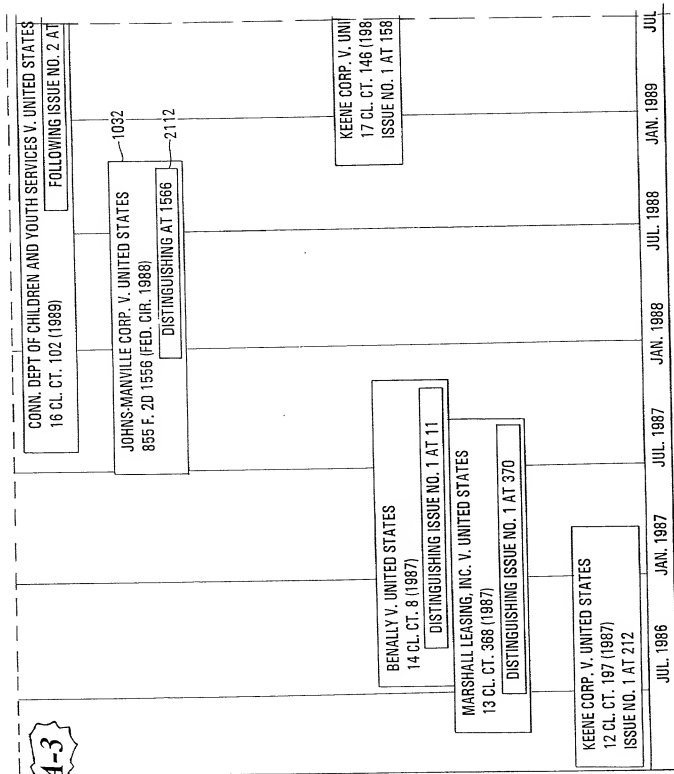 CONN. DEPT OF CHILDREN AND YOUTH SERVICES V. UNITED STATES
16 CL. CT. 102 (1989)
FOLLOWING ISSUE NO. 2 AT
JOHNS-MANVILLE CORP. V. UNITED STATES
855 F. 2D 1556 (FED. CIR. 1988)
DISTINGUISHING AT 1566
1032
2112
KEENE CORP. V. UNI
17 CL. CT. 146 (198
ISSUE NO. 1 AT 158
BENALLY V. UNITED STATES
14 CL. CT. 8 (1987)
DISTINGUISHING ISSUE NO. 1 AT 11
MARSHALL LEASING, INC. V. UNITED STATES
13 CL. CT. 368 (1987)
DISTINGUISHING ISSUE NO. 1 AT 370
KEENE CORP. V. UNITED STATES
12 CL. CT. 197 (1987)
ISSUE NO. 1 AT 212
JUL. 1986
JAN. 1987
JUL. 1987
JAN. 1988
JUL. 1988
JAN. 1989
JUL
A-3